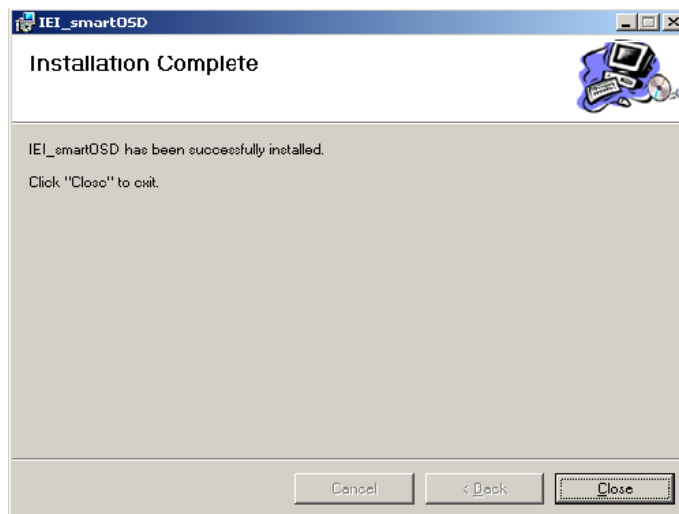 IEI_smartOSD
Installation Complete
IEI_smartOSD has been successfully installed.
Click "Close" to exit.
Cancel
< Back
Close